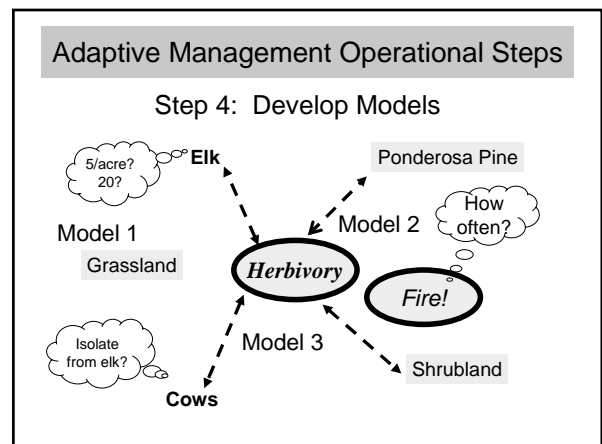 Adaptive Management Operational Steps
Step 4: Develop Models
5/acre?
20?
Elk
Ponderosa Pine
How
often?
Model 1
Model 2
Grassland
Herbivory
Fire!
Isolate
from elk?
Model 3
Shrubland
Cows